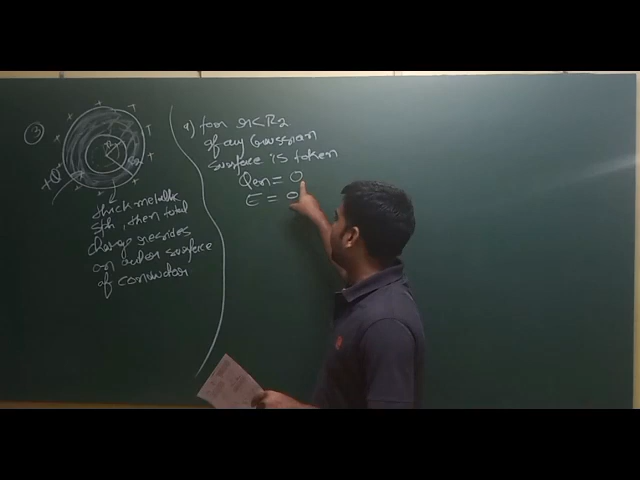 3
+Q
R1
R2
thick metallic
sph, then total
charge resides
on outer surface
of conductor
a) for r<R2
if any Gaussian
surface is taken
Qen = 0
E = 0